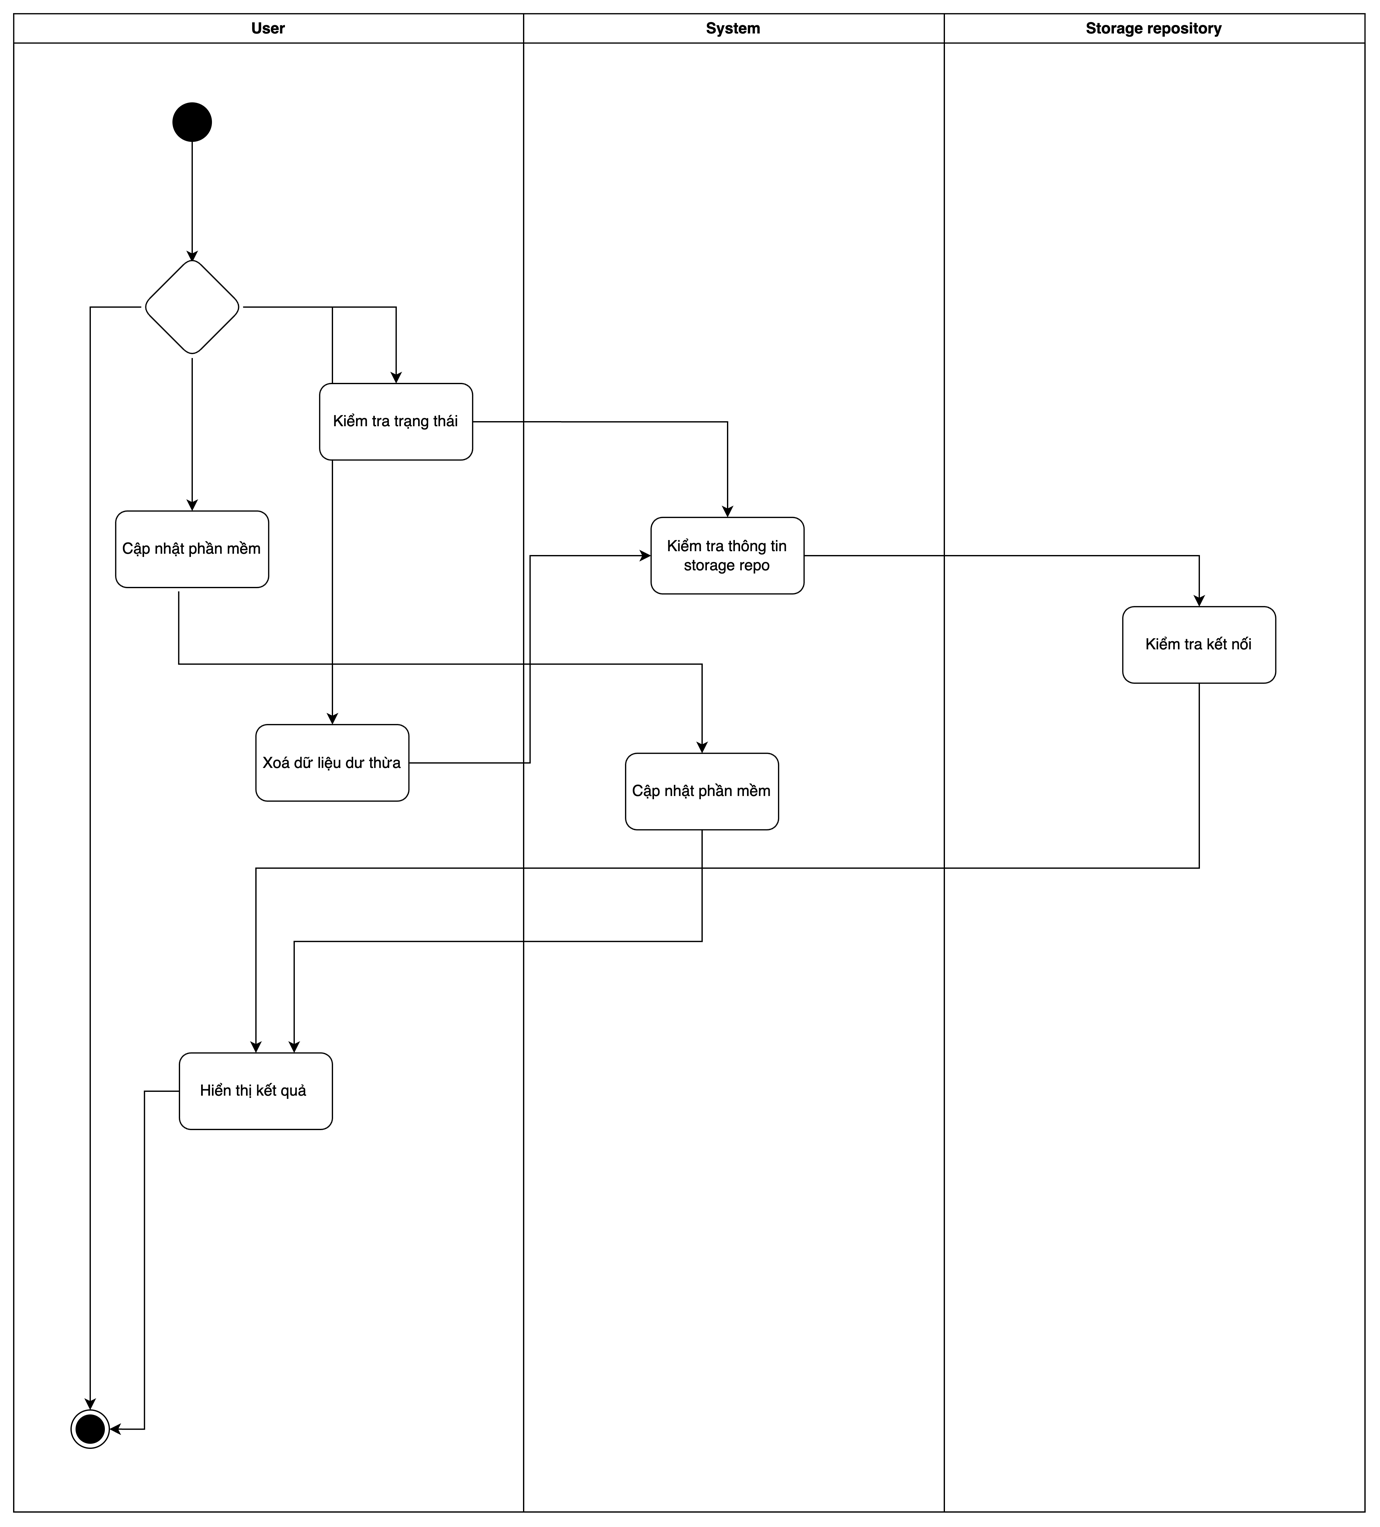 User
System
Storage repository
Kiểm tra trạng thái
Cập nhật phần mềm
Kiểm tra thông tin
storage repo
Kiểm tra kết nối
Xoá dữ liệu dư thừa
Cập nhật phần mềm
Hiển thị kết quả